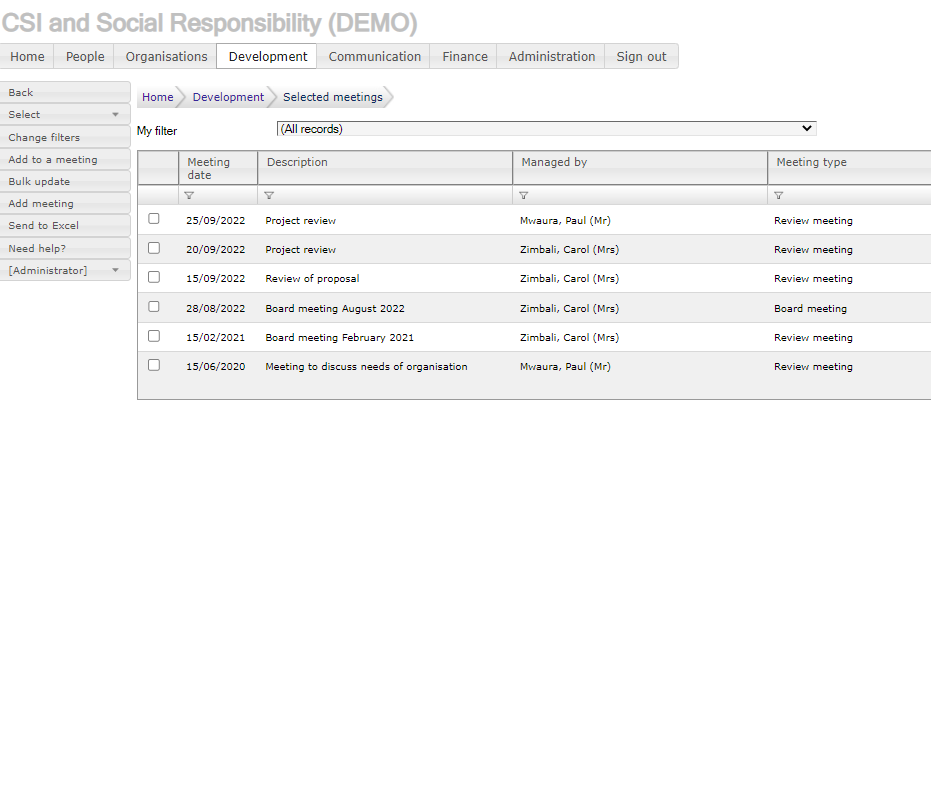 CSI and Social Responsibility (DEMO)
Home People Organisations Development Communication Finance Administration Sign out
Back
Select
Change filters
Add to a meeting
Bulk update
Add meeting
Send to Excel
Need help?
[Administrator]
Home Development Selected meetings
My filter (All records)
Meeting date Description Managed by Meeting type
25/09/2022 Project review Mwaura, Paul (Mr) Review meeting
20/09/2022 Project review Zimbali, Carol (Mrs) Review meeting
15/09/2022 Review of proposal Zimbali, Carol (Mrs) Review meeting
28/08/2022 Board meeting August 2022 Zimbali, Carol (Mrs) Board meeting
15/02/2021 Board meeting February 2021 Zimbali, Carol (Mrs) Review meeting
15/06/2020 Meeting to discuss needs of organisation Mwaura, Paul (Mr) Review meeting